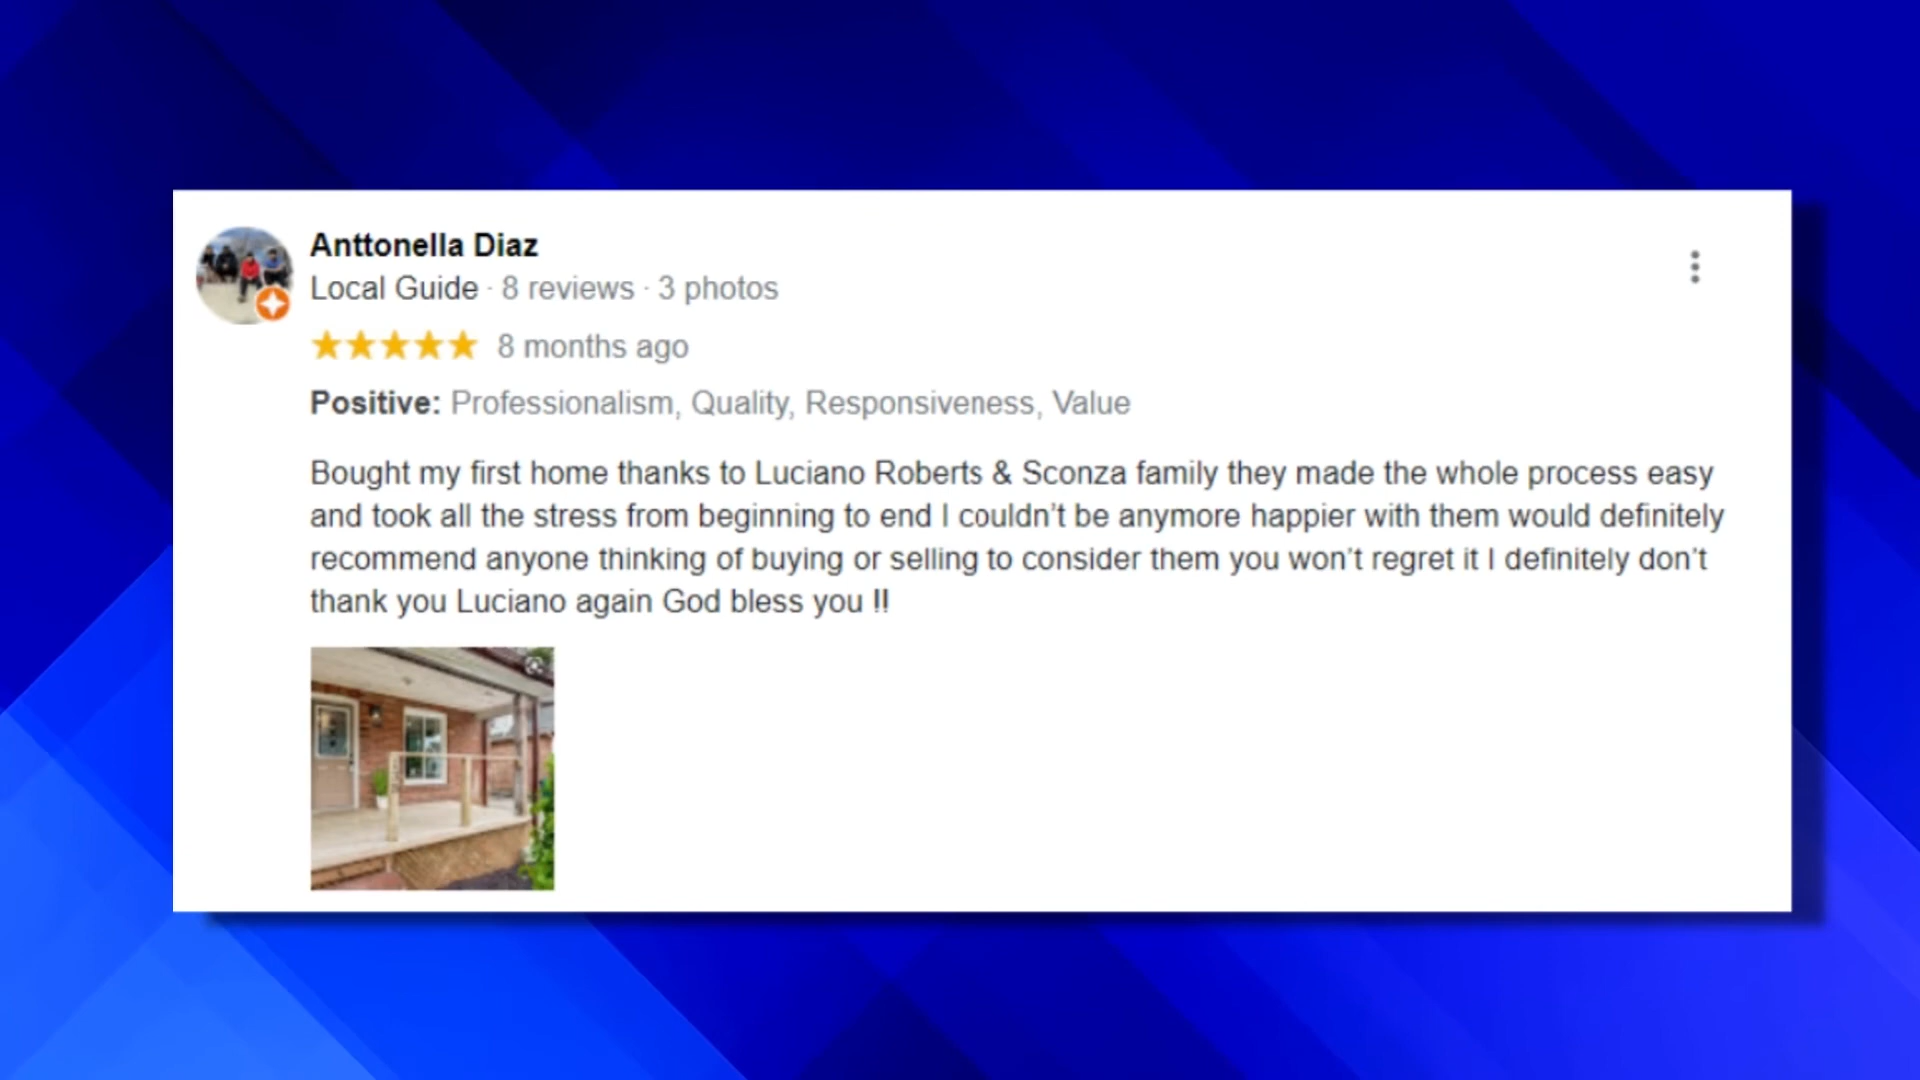 Anttonella Diaz
Local Guide · 8 reviews · 3 photos
8 months ago
Positive: Professionalism, Quality, Responsiveness, Value
Bought my first home thanks to Luciano Roberts & Sconza family they made the whole process easy
and took all the stress from beginning to end I couldn’t be anymore happier with them would definitely
recommend anyone thinking of buying or selling to consider them you won’t regret it I definitely don’t
thank you Luciano again God bless you !!